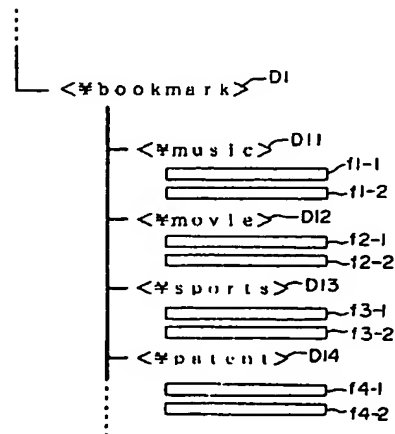 <¥bookmark> D1
<¥music> D11
f1-1
f1-2
<¥movie> D12
f2-1
f2-2
<¥sports> D13
f3-1
f3-2
<¥patent> D14
f4-1
f4-2